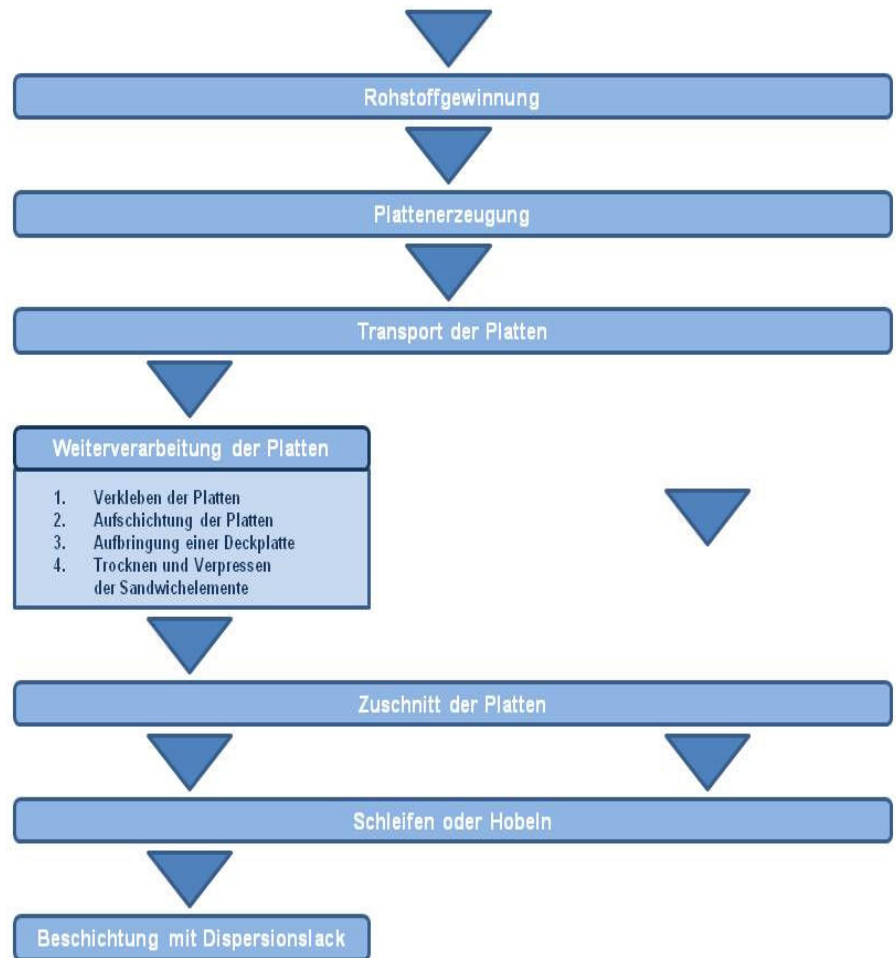 Rohstoffgewinnung
Plattenerzeugung
Transport der Platten
Weiterverarbeitung der Platten
1. Verkleben der Platten
2. Aufschichtung der Platten
3. Aufbringung einer Deckplatte
4. Trocknen und Verpressen
der Sandwichelemente
Zuschnitt der Platten
Schleifen oder Hobeln
Beschichtung mit Dispersionslack